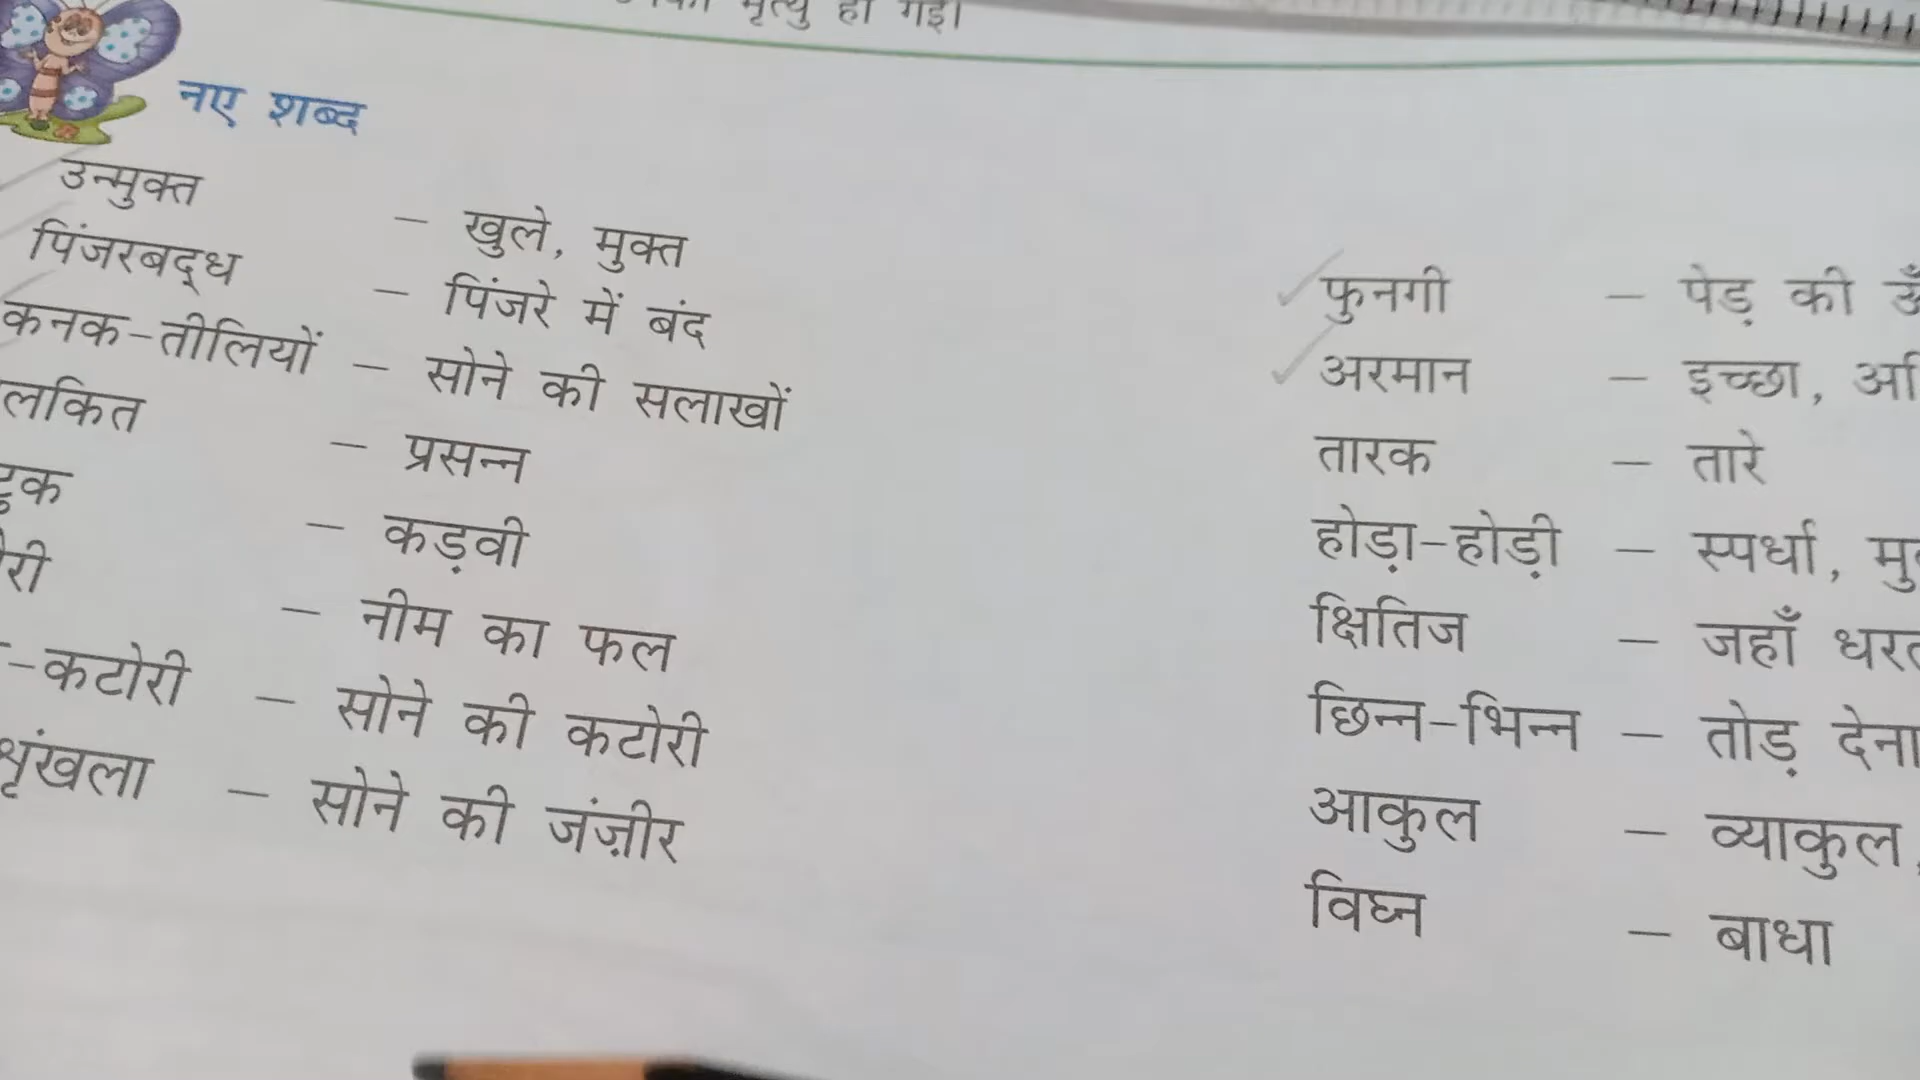 मृत्यु हो गई।
नए शब्द
उन्मुक्त – खुले, मुक्त
पिंजरबद्ध – पिंजरे में बंद
कनक-तीलियों – सोने की सलाखों
लकित – प्रसन्न
टुक – कड़वी
री – नीम का फल
-कटोरी – सोने की कटोरी
शृंखला – सोने की जंज़ीर
फुनगी – पेड़ की
अरमान – इच्छा,
तारक – तारे
होड़ा-होड़ी – स्पर्धा,
क्षितिज – जहाँ
छिन्न-भिन्न – तोड़ देना
आकुल – व्याकुल,
विघ्न – बाधा